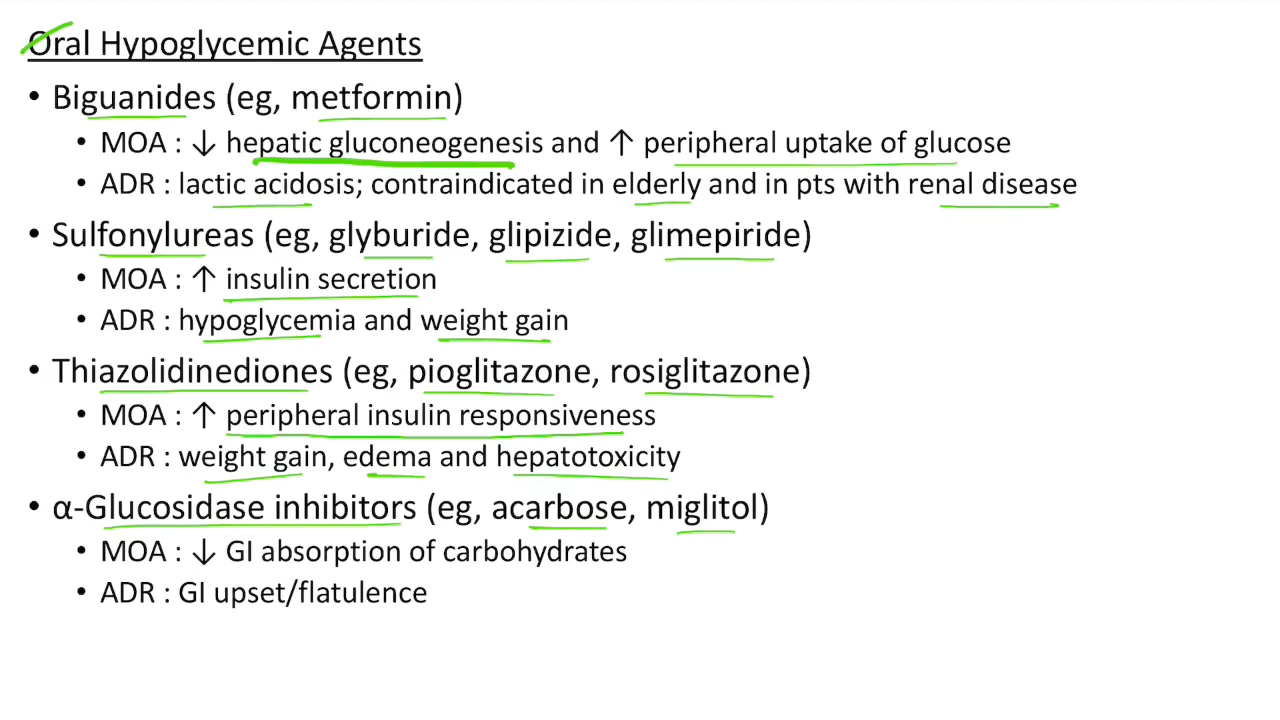 Oral Hypoglycemic Agents
• Biguanides (eg, metformin)
• MOA : ↓ hepatic gluconeogenesis and ↑ peripheral uptake of glucose
• ADR : lactic acidosis; contraindicated in elderly and in pts with renal disease
• Sulfonylureas (eg, glyburide, glipizide, glimepiride)
• MOA : ↑ insulin secretion
• ADR : hypoglycemia and weight gain
• Thiazolidinediones (eg, pioglitazone, rosiglitazone)
• MOA : ↑ peripheral insulin responsiveness
• ADR : weight gain, edema and hepatotoxicity
• α-Glucosidase inhibitors (eg, acarbose, miglitol)
• MOA : ↓ GI absorption of carbohydrates
• ADR : GI upset/flatulence